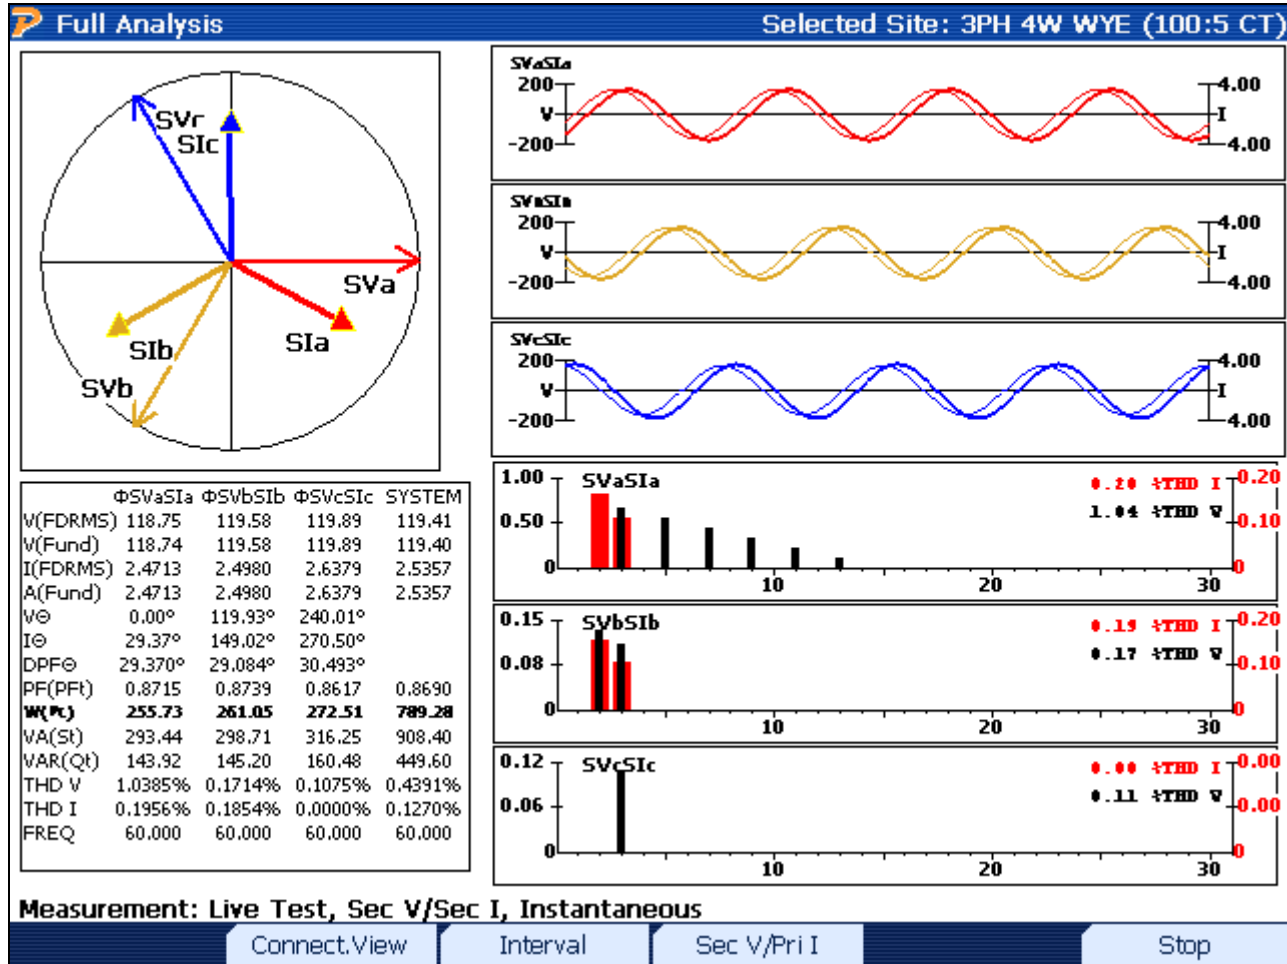 Full Analysis
Selected Site: 3PH 4W WYE (100:5 CT)
SVr
SIc
SVa
SIa
SIb
SVb
SVaSIa
200
V
-200
4.00
I
-4.00
SVaSIa
200
V
-200
4.00
I
-4.00
SVcSIc
200
V
-200
4.00
I
-4.00
ΦSVaSIa ΦSVbSIb ΦSVcSIc SYSTEM
V(FDRMS) 118.75 119.58 119.89 119.41
V(Fund) 118.74 119.58 119.89 119.40
I(FDRMS) 2.4713 2.4980 2.6379 2.5357
A(Fund) 2.4713 2.4980 2.6379 2.5357
VΘ 0.00° 119.93° 240.01°
IΘ 29.37° 149.02° 270.50°
DPFΘ 29.370° 29.084° 30.493°
PF(PFt) 0.8715 0.8739 0.8617 0.8690
W(Pt) 255.73 261.05 272.51 789.28
VA(St) 293.44 298.71 316.25 908.40
VAR(Qt) 143.92 145.20 160.48 449.60
THD V 1.0385% 0.1714% 0.1075% 0.4391%
THD I 0.1956% 0.1854% 0.0000% 0.1270%
FREQ 60.000 60.000 60.000 60.000
1.00 SVaSIa 0.20 %THD I 0.20
0.50 1.04 %THD V 0.10
0 0
10 20 30
0.15 SVbSIb 0.19 %THD I 0.20
0.08 0.17 %THD V 0.10
0 0
10 20 30
0.12 SVcSIc 0.00 %THD I 0.00
0.06 0.11 %THD V 0.00
0 0
10 20 30
Measurement: Live Test, Sec V/Sec I, Instantaneous
Connect.View Interval Sec V/Pri I Stop